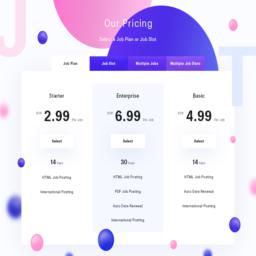 Our Pricing
Select a Job Plan or Job Slot
Job Plan
Job Slot
Multiple Jobs
Multiple Job Slots
Starter
2.99
Per Job
Select
14 Days
HTML Job Posting
International Posting
Enterprise
6.99
Per Job
Select
30 Days
HTML Job Posting
PDF Job Posting
Auto Date Renewal
International Posting
Basic
4.99
Per Job
Select
14 Days
HTML Job Posting
Auto Date Renewal
International Posting